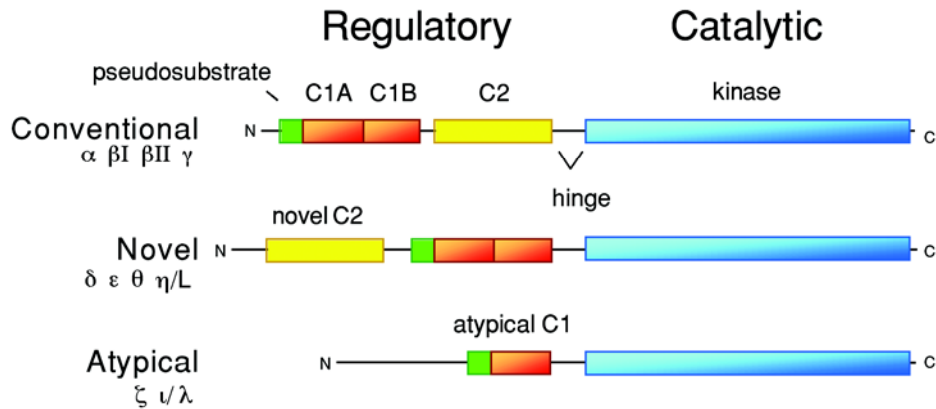 Regulatory Catalytic
pseudosubstrate
C1A C1B C2 kinase
Conventional N C
α βI βII γ
hinge
novel C2
Novel N C
δ ε θ η/L
atypical C1
Atypical N C
ζ ι/λ